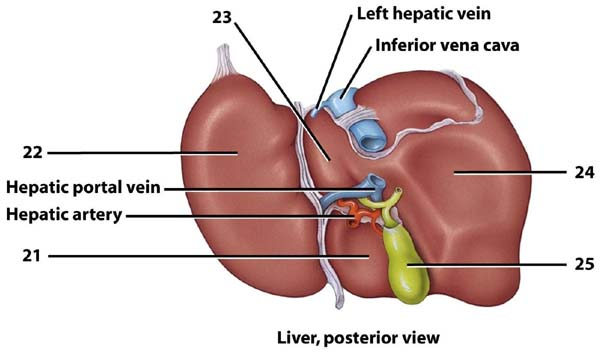 23
Left hepatic vein
Inferior vena cava
22
24
Hepatic portal vein
Hepatic artery
21
25
Liver, posterior view